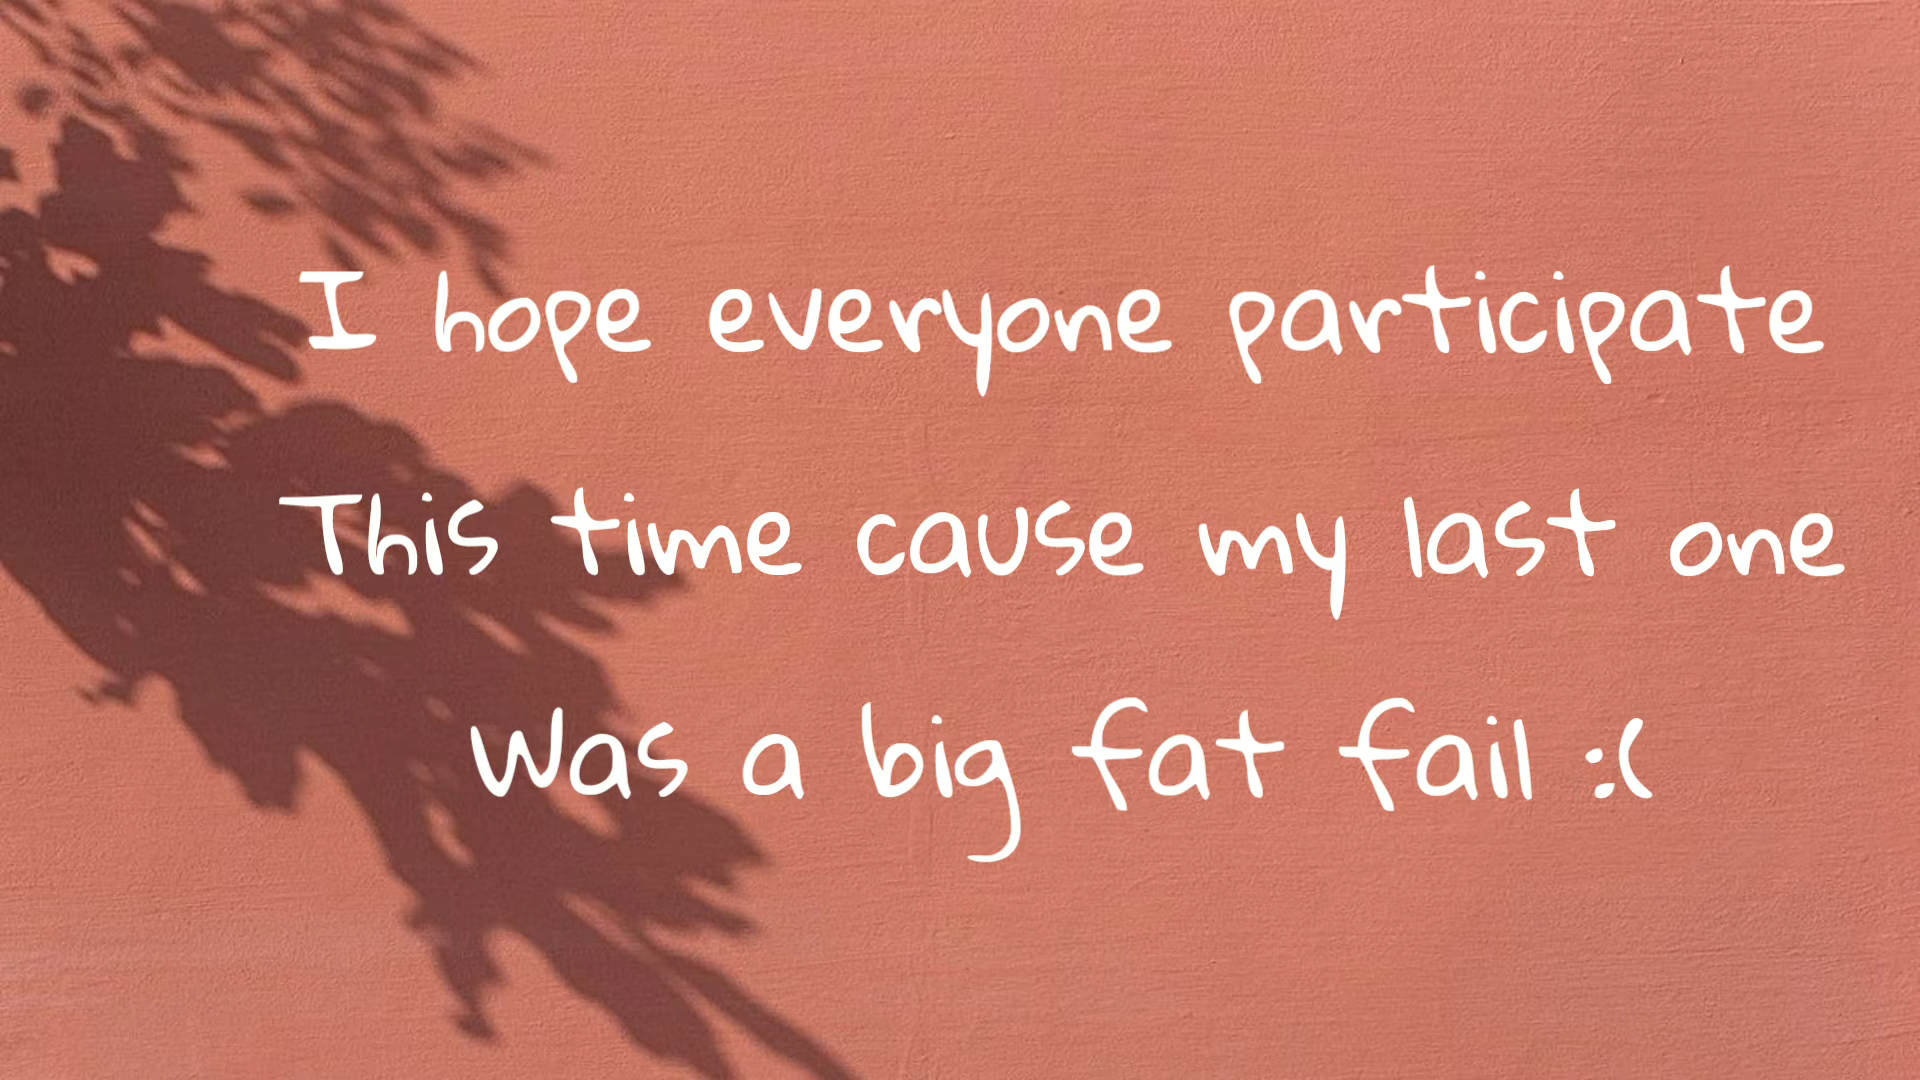 I hope everyone participate
This time cause my last one
Was a big fat fail :(